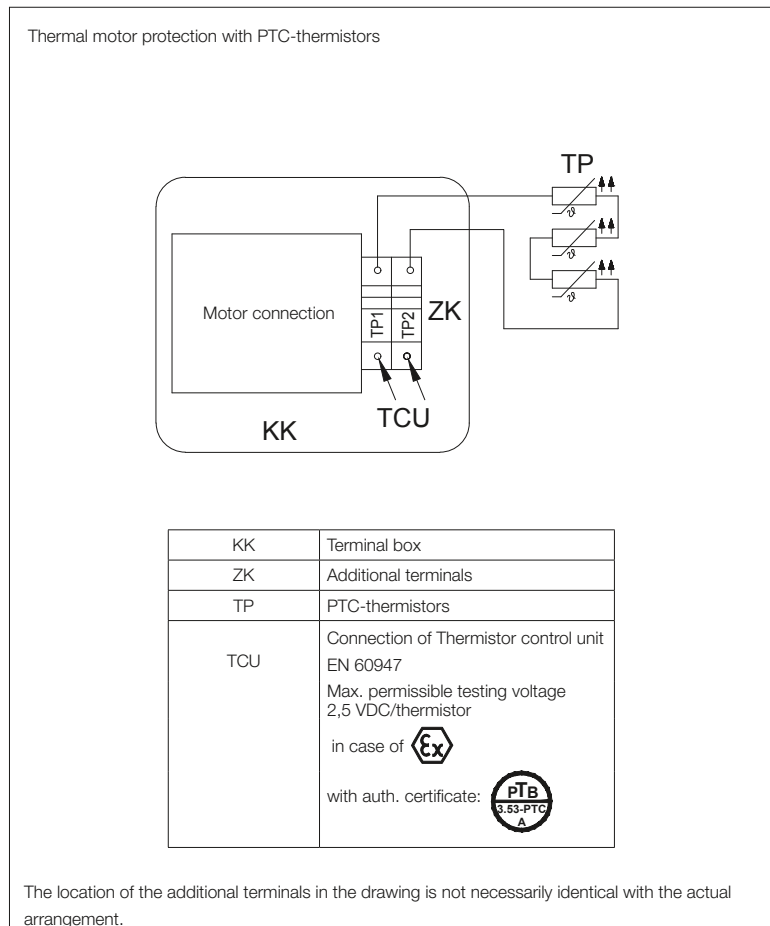 Thermal motor protection with PTC-thermistors
TP
ϑ
ϑ
ϑ
Motor connection
TP1
TP2
ZK
TCU
KK
KK Terminal box
ZK Additional terminals
TP PTC-thermistors
TCU Connection of Thermistor control unit
EN 60947
Max. permissible testing voltage
2,5 VDC/thermistor
in case of Ex
with auth. certificate: PTB
3.53-PTC
A
The location of the additional terminals in the drawing is not necessarily identical with the actual
arrangement.